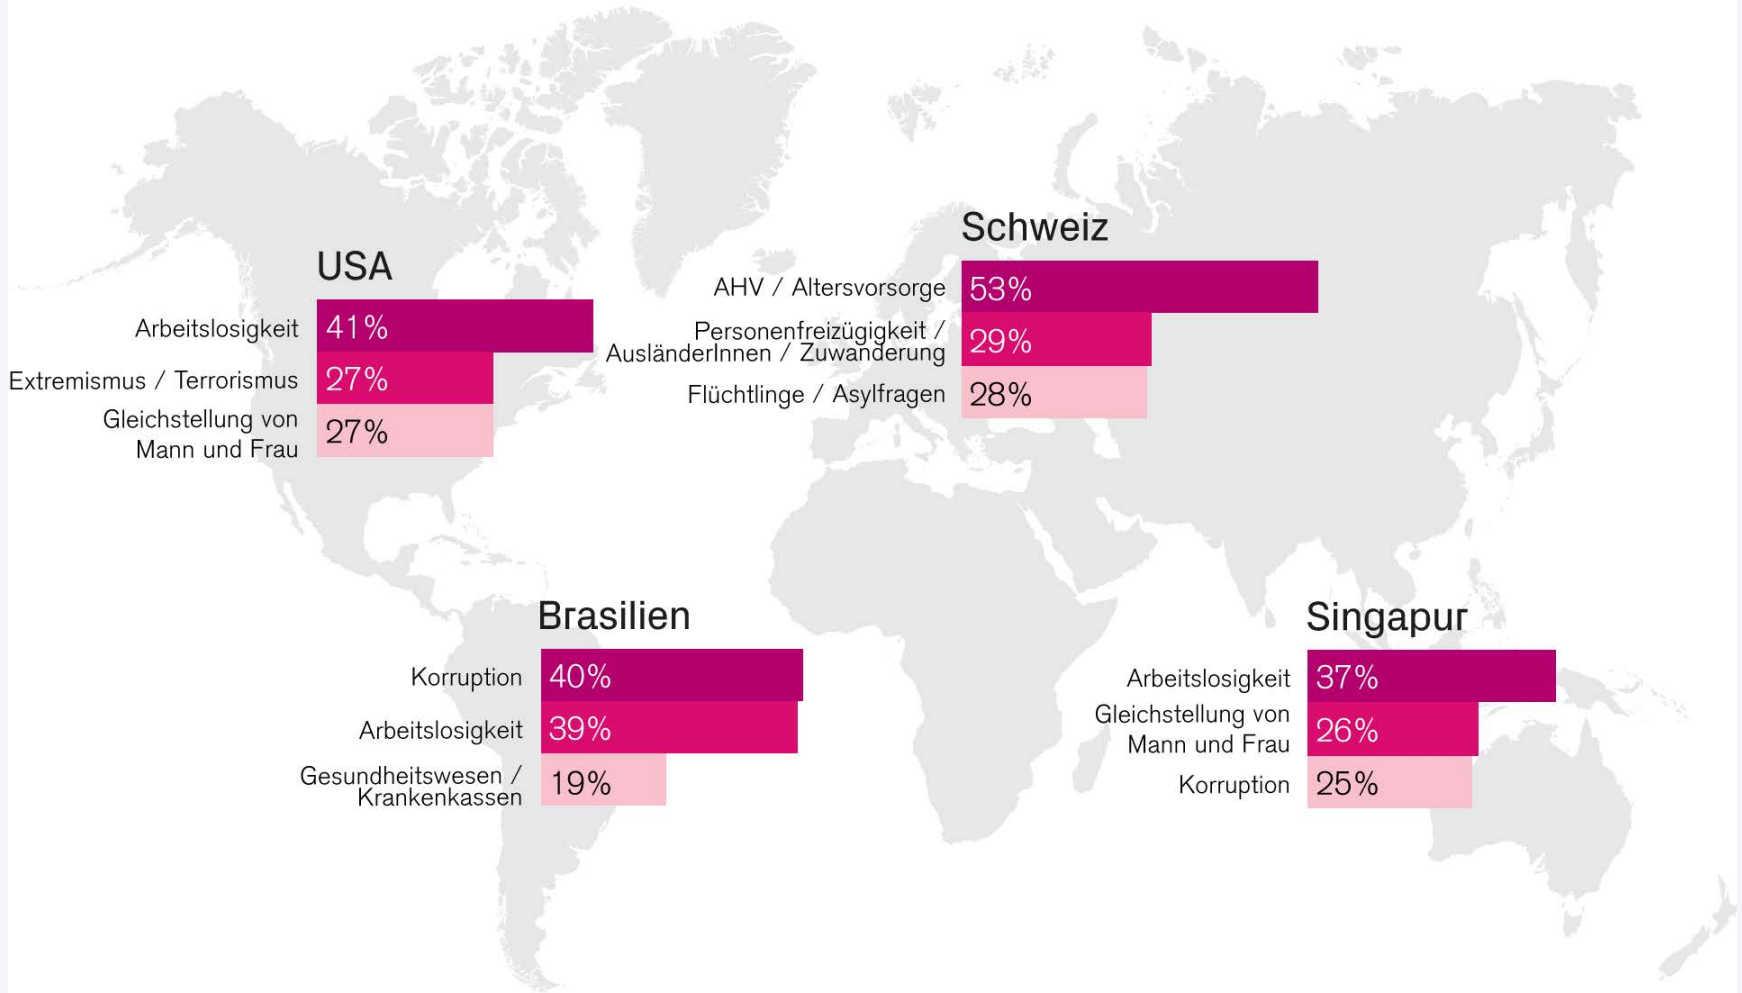 USA
Arbeitslosigkeit 41%
Extremismus / Terrorismus 27%
Gleichstellung von
Mann und Frau 27%
Schweiz
AHV / Altersvorsorge 53%
Personenfreizügigkeit /
AusländerInnen / Zuwanderung 29%
Flüchtlinge / Asylfragen 28%
Brasilien
Korruption 40%
Arbeitslosigkeit 39%
Gesundheitswesen /
Krankenkassen 19%
Singapur
Arbeitslosigkeit 37%
Gleichstellung von
Mann und Frau 26%
Korruption 25%